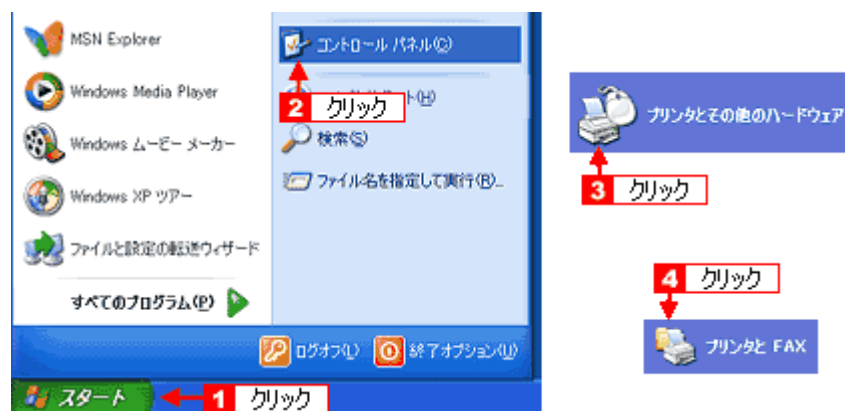 MSN Explorer
Windows Media Player
Windows ムービー メーカー
Windows XP ツアー
ファイルと設定の転送ウィザード
すべてのプログラム(P)
コントロール パネル(C)
2 クリック
ト(H)
検索(S)
ファイル名を指定して実行(R)...
ログオフ(L)
終了オプション(U)
スタート
1 クリック
プリンタとその他のハードウェア
3 クリック
4 クリック
プリンタと FAX